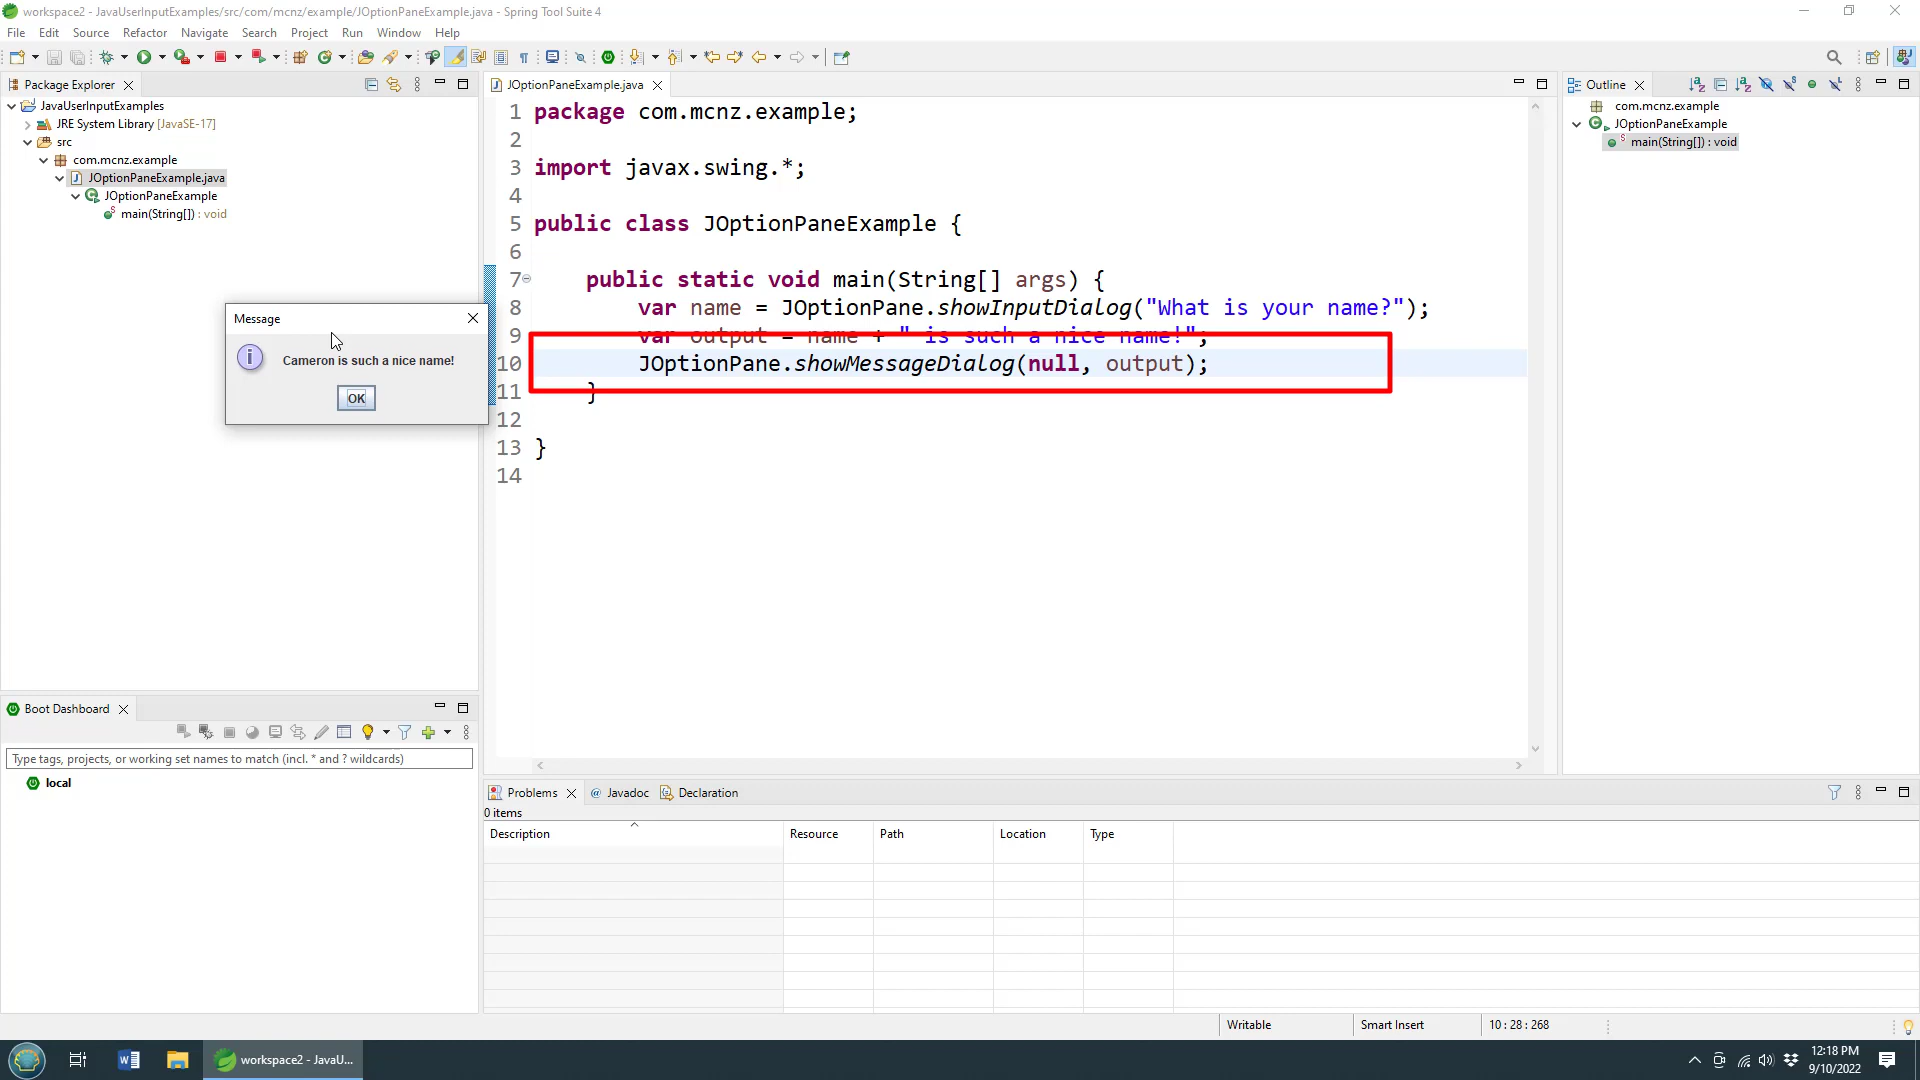 workspace2 - JavaUserInputExamples/src/com/mcnz/example/JOptionPaneExample.java - Spring Tool Suite 4
File Edit Source Refactor Navigate Search Project Run Window Help
Package Explorer
JavaUserInputExamples
JRE System Library [JavaSE-17]
src
com.mcnz.example
JOptionPaneExample.java
JOptionPaneExample
main(String[]) : void
Message
Cameron is such a nice name!
OK
JOptionPaneExample.java
1 package com.mcnz.example;
2
3 import javax.swing.*;
4
5 public class JOptionPaneExample {
6
7 public static void main(String[] args) {
8 var name = JOptionPane.showInputDialog("What is your name?");
9 var output = name + " is such a nice name!";
10 JOptionPane.showMessageDialog(null, output);
11 }
12
13 }
14
Outline
com.mcnz.example
JOptionPaneExample
main(String[]) : void
Boot Dashboard
Type tags, projects, or working set names to match (incl. * and ? wildcards)
local
Problems @ Javadoc Declaration
0 items
Description Resource Path Location Type
Writable Smart Insert 10 : 28 : 268
workspace2 - JavaU...
12:18 PM
9/10/2022